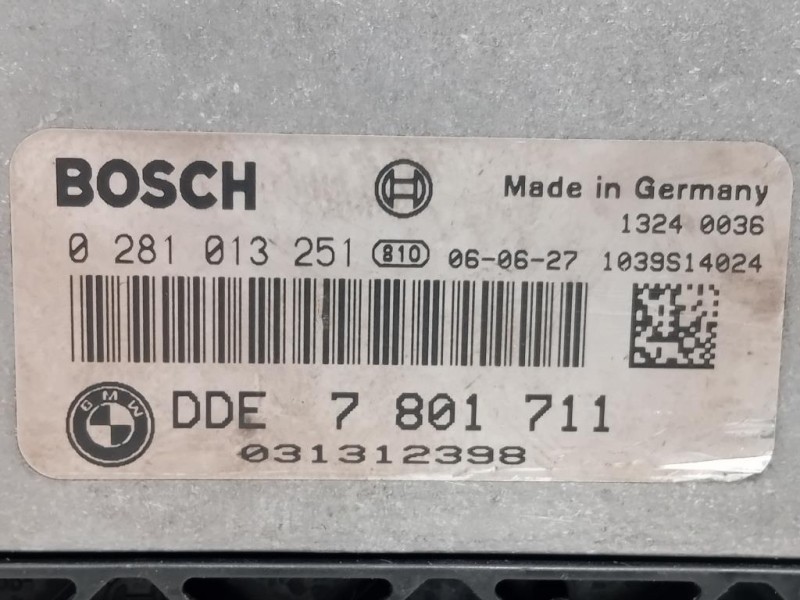 BOSCH Made in Germany
1324 0036
0 281 013 251 810 06-06-27 1039S14024
BMW DDE 7 801 711
031312398